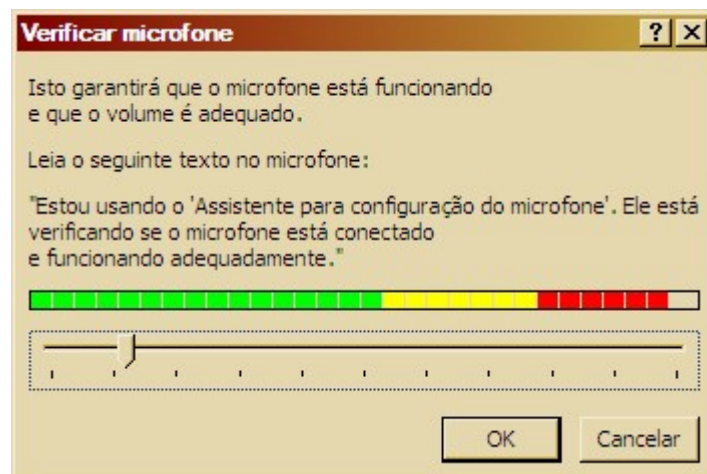 Verificar microfone
Isto garantirá que o microfone está funcionando
e que o volume é adequado.
Leia o seguinte texto no microfone:
"Estou usando o 'Assistente para configuração do microfone'. Ele está
verificando se o microfone está conectado
e funcionando adequadamente."
OK
Cancelar